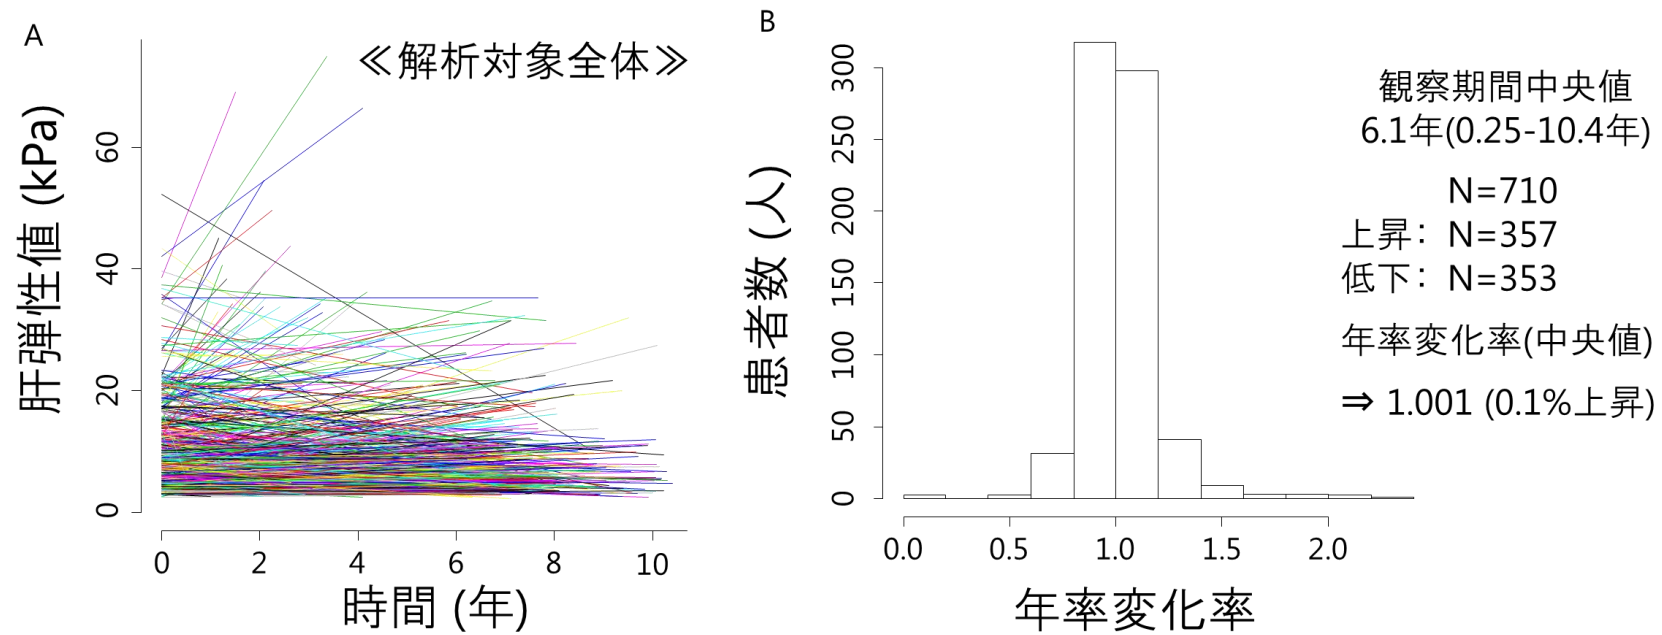 A
≪解析対象全体≫
肝弾性値 (kPa)
60
40
20
0
0 2 4 6 8 10
時間 (年)
B
患者数 (人)
300
250
200
150
100
50
0
0.0 0.5 1.0 1.5 2.0
年率変化率
観察期間中央値
6.1年(0.25-10.4年)
N=710
上昇：N=357
低下：N=353
年率変化率(中央値)
⇒ 1.001 (0.1%上昇)